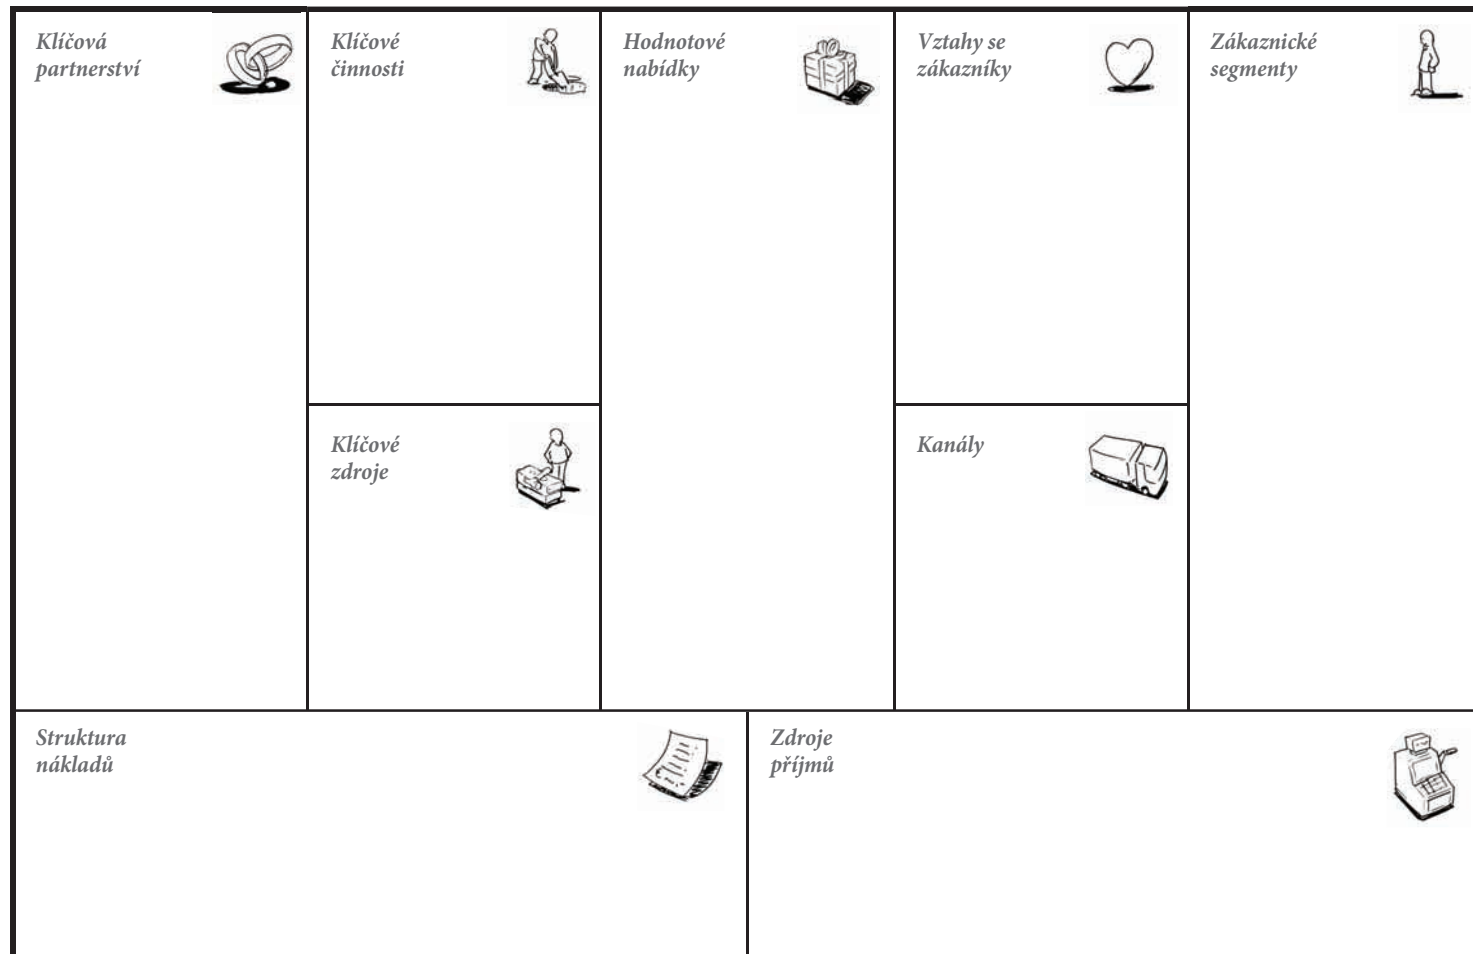 Klíčová
partnerství
Klíčové
činnosti
Hodnotové
nabídky
Vztahy se
zákazníky
Zákaznické
segmenty
Klíčové
zdroje
Kanály
Struktura
nákladů
Zdroje
příjmů